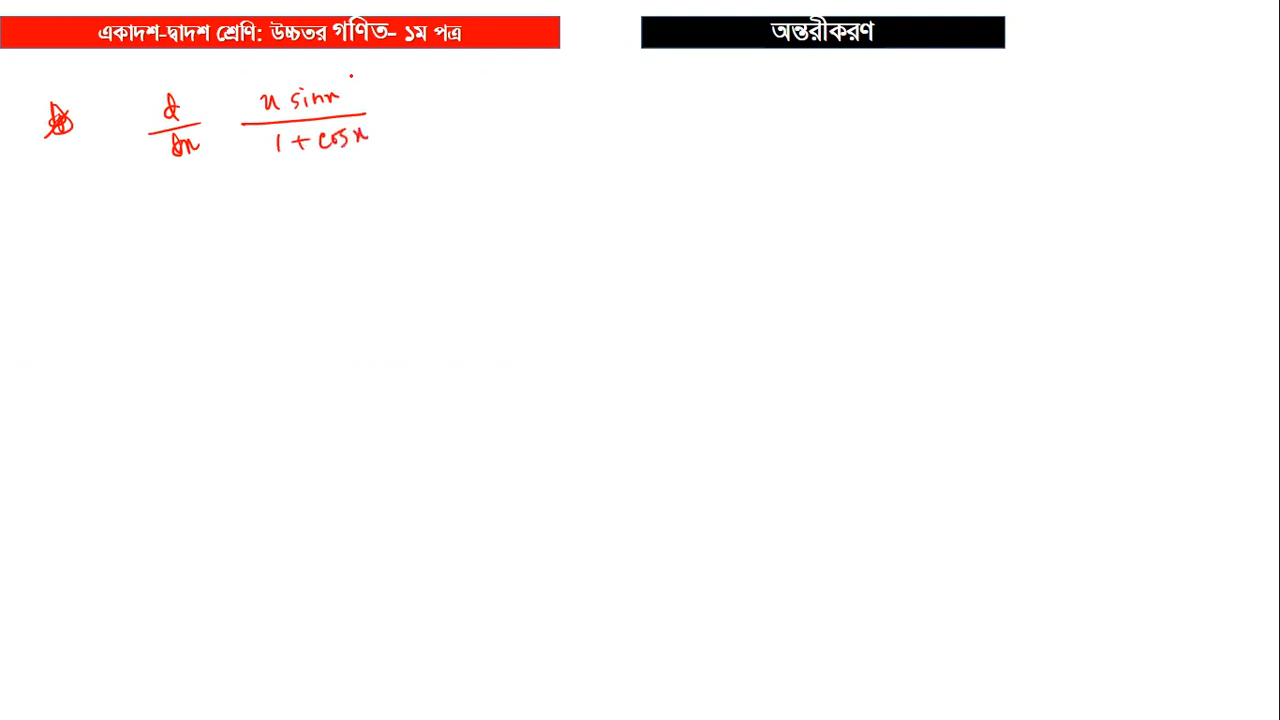 একাদশ-দ্বাদশ শ্রেণি: উচ্চতর গণিত- ১ম পত্র
অন্তরীকরণ
d/dx x sinx / 1 + cosx